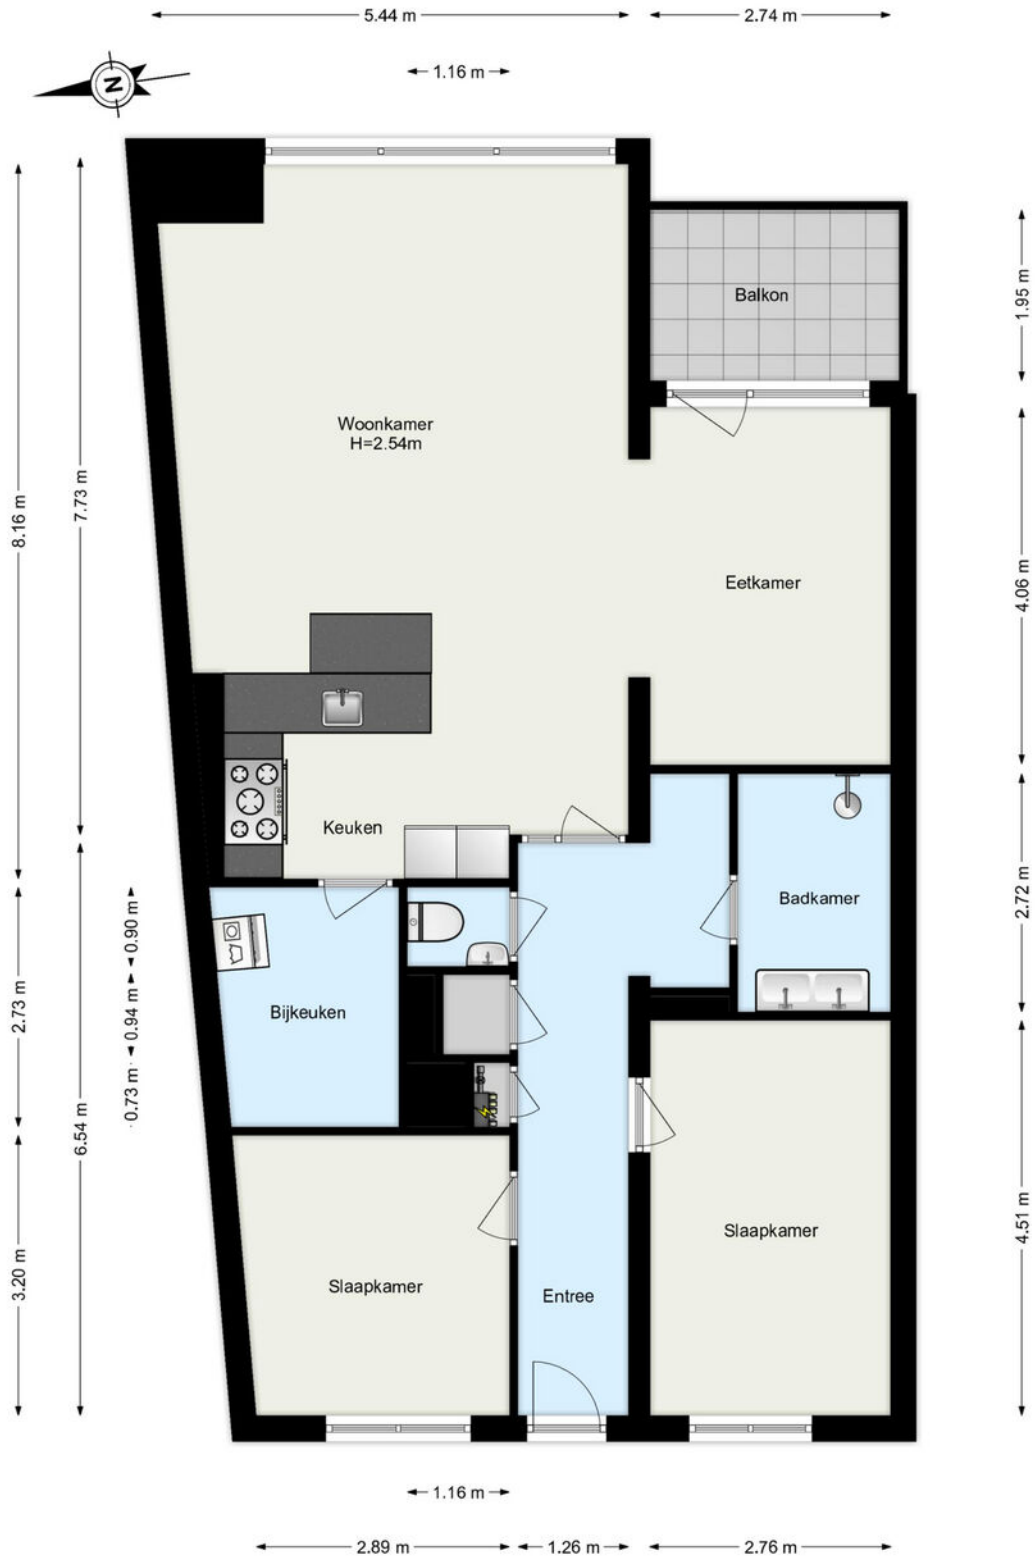 5.44 m
2.74 m
1.16 m
N
Balkon
1.95 m
Woonkamer
H=2.54m
8.16 m
7.73 m
Eetkamer
4.06 m
Keuken
Badkamer
2.72 m
0.90 m
0.94 m
0.73 m
2.73 m
Bijkeuken
6.54 m
Slaapkamer
4.51 m
3.20 m
Slaapkamer
Entree
1.16 m
2.89 m
1.26 m
2.76 m